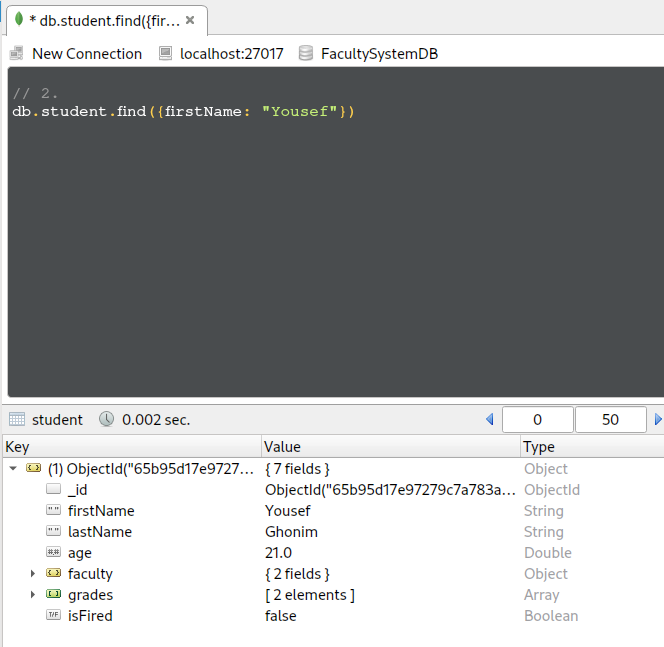 * db.student.find({fir...
New Connection localhost:27017 FacultySystemDB
// 2.
db.student.find({firstName: "Yousef"})
student 0.002 sec. 0 50
Key Value Type
(1) ObjectId("65b95d17e9727... { 7 fields } Object
_id ObjectId("65b95d17e97279c7a783a... ObjectId
"" firstName Yousef String
"" lastName Ghonim String
#.# age 21.0 Double
faculty { 2 fields } Object
grades [ 2 elements ] Array
T/F isFired false Boolean